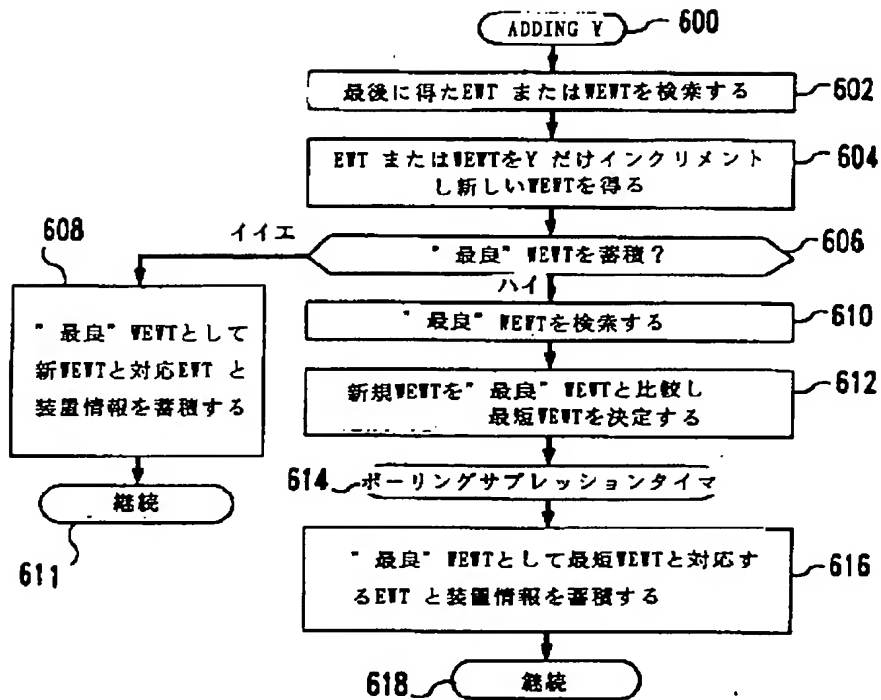 ADDING Y
600
最後に得たEWT またはWEWTを検索する
602
EWT またはWEWTをY だけインクリメント
し新しいWEWTを得る
604
"最良" WEWTを蓄積?
606
イイエ
ハイ
608
"最良" WEWTとして
新WEWTと対応EWT と
装置情報を蓄積する
継続
611
"最良" WEWTを検索する
610
新規WEWTを"最良" WEWTと比較し
最短WEWTを決定する
612
614
ポーリングサプレッションタイマ
"最良" WEWTとして最短WEWTと対応す
るEWT と装置情報を蓄積する
616
618
継続